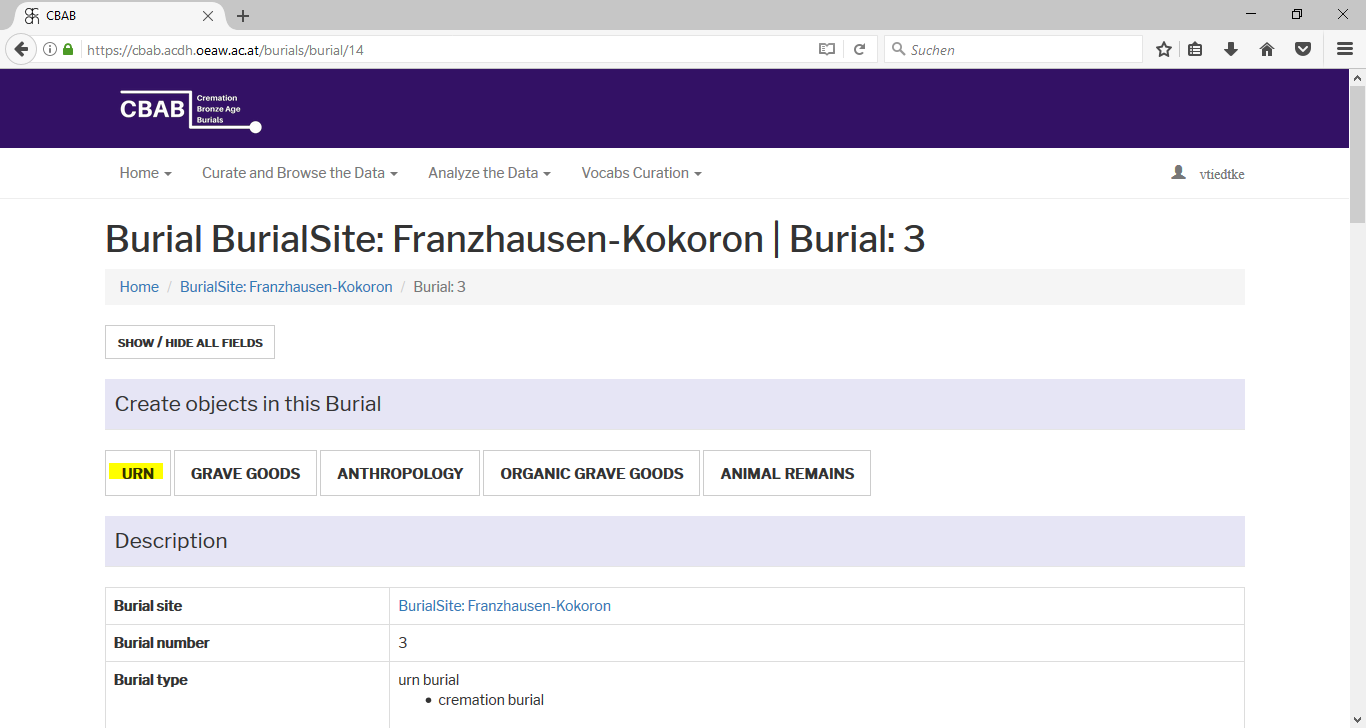 CBAB
https://cbab.acdh.oeaw.ac.at/burials/burial/14
Suchen
CBAB
Cremation
Bronze Age
Burials
Home
Curate and Browse the Data
Analyze the Data
Vocabs Curation
vtiedtke
Burial BurialSite: Franzhausen-Kokoron | Burial: 3
Home / BurialSite: Franzhausen-Kokoron / Burial: 3
SHOW / HIDE ALL FIELDS
Create objects in this Burial
URN
GRAVE GOODS
ANTHROPOLOGY
ORGANIC GRAVE GOODS
ANIMAL REMAINS
Description
Burial site BurialSite: Franzhausen-Kokoron
Burial number 3
Burial type urn burial
• cremation burial